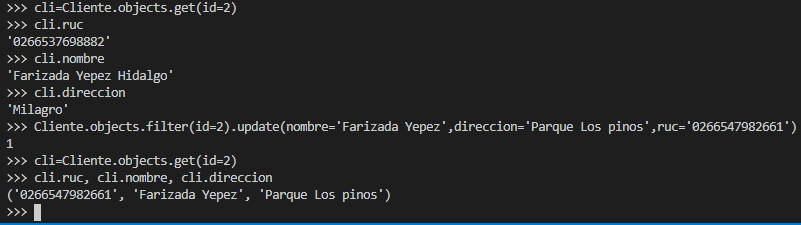 >>> cli=Cliente.objects.get(id=2)
>>> cli.ruc
'0266537698882'
>>> cli.nombre
'Farizada Yepez Hidalgo'
>>> cli.direccion
'Milagro'
>>> Cliente.objects.filter(id=2).update(nombre='Farizada Yepez',direccion='Parque Los pinos',ruc='0266547982661')
1
>>> cli=Cliente.objects.get(id=2)
>>> cli.ruc, cli.nombre, cli.direccion
('0266547982661', 'Farizada Yepez', 'Parque Los pinos')
>>>